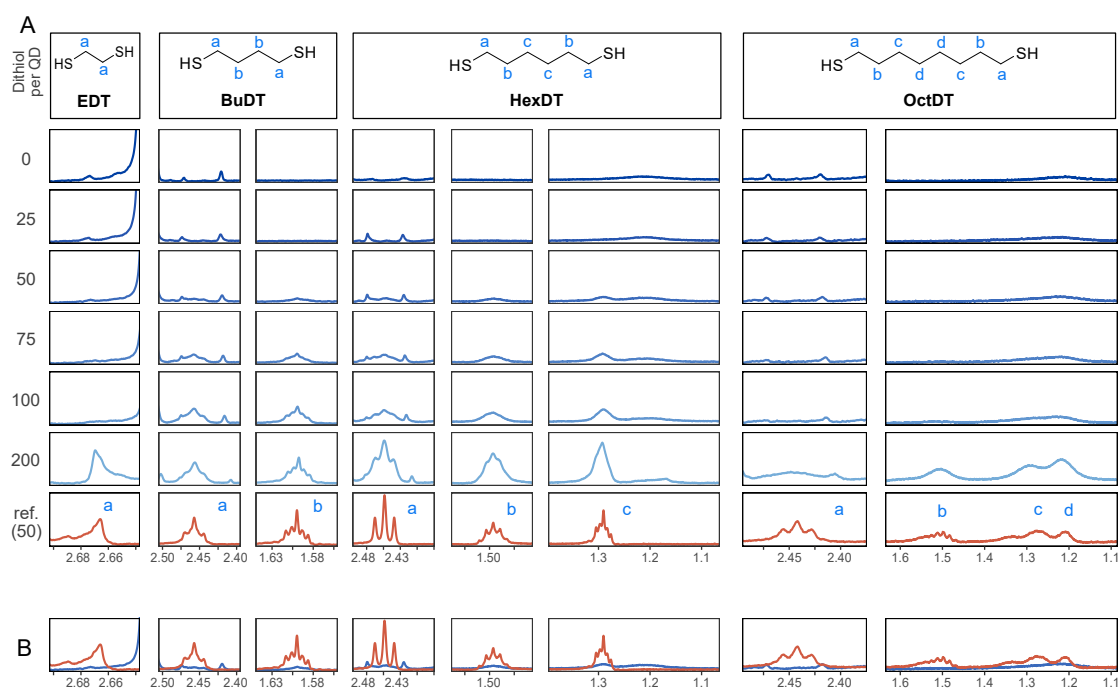 A
Dithiol
per QD
a
SH
HS
a
EDT
a
b
SH
HS
b
a
BuDT
a
c
b
SH
HS
b
c
a
HexDT
a
c
d
b
SH
HS
b
d
c
a
OctDT
0
25
50
75
100
200
ref.
(50)
a
a
b
a
b
c
a
b
c
d
2.68 2.66
2.50 2.45 2.40
1.63 1.58
2.48 2.43
1.50
1.3 1.2 1.1
2.45 2.40
1.6 1.5 1.4 1.3 1.2 1.1
B
2.68 2.66
2.50 2.45 2.40
1.63 1.58
2.48 2.43
1.50
1.3 1.2 1.1
2.45 2.40
1.6 1.5 1.4 1.3 1.2 1.1